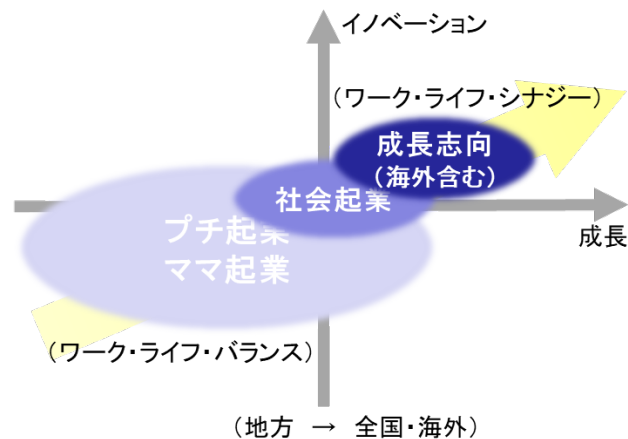 イノベーション
（ワーク・ライフ・シナジー）
成長志向
（海外含む）
社会起業
成長
プチ起業
ママ起業
（ワーク・ライフ・バランス）
（地方　→　全国・海外）